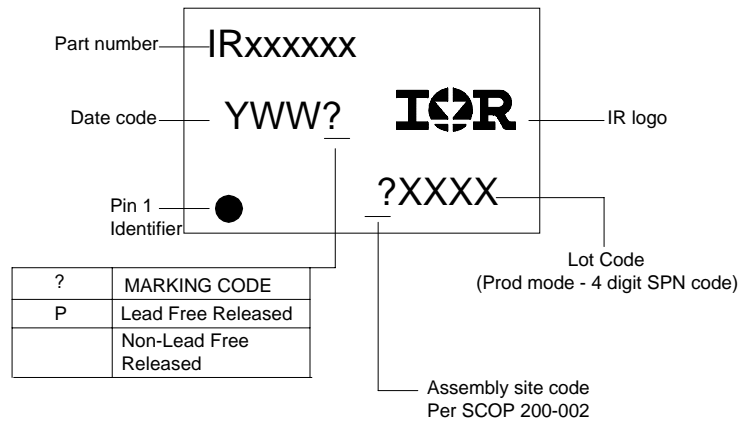 Part number
IRxxxxxx
Date code
YWW?
IOR
IR logo
?XXXX
Pin 1
Identifier
Lot Code
(Prod mode - 4 digit SPN code)
? MARKING CODE
P Lead Free Released
Non-Lead Free
Released
Assembly site code
Per SCOP 200-002